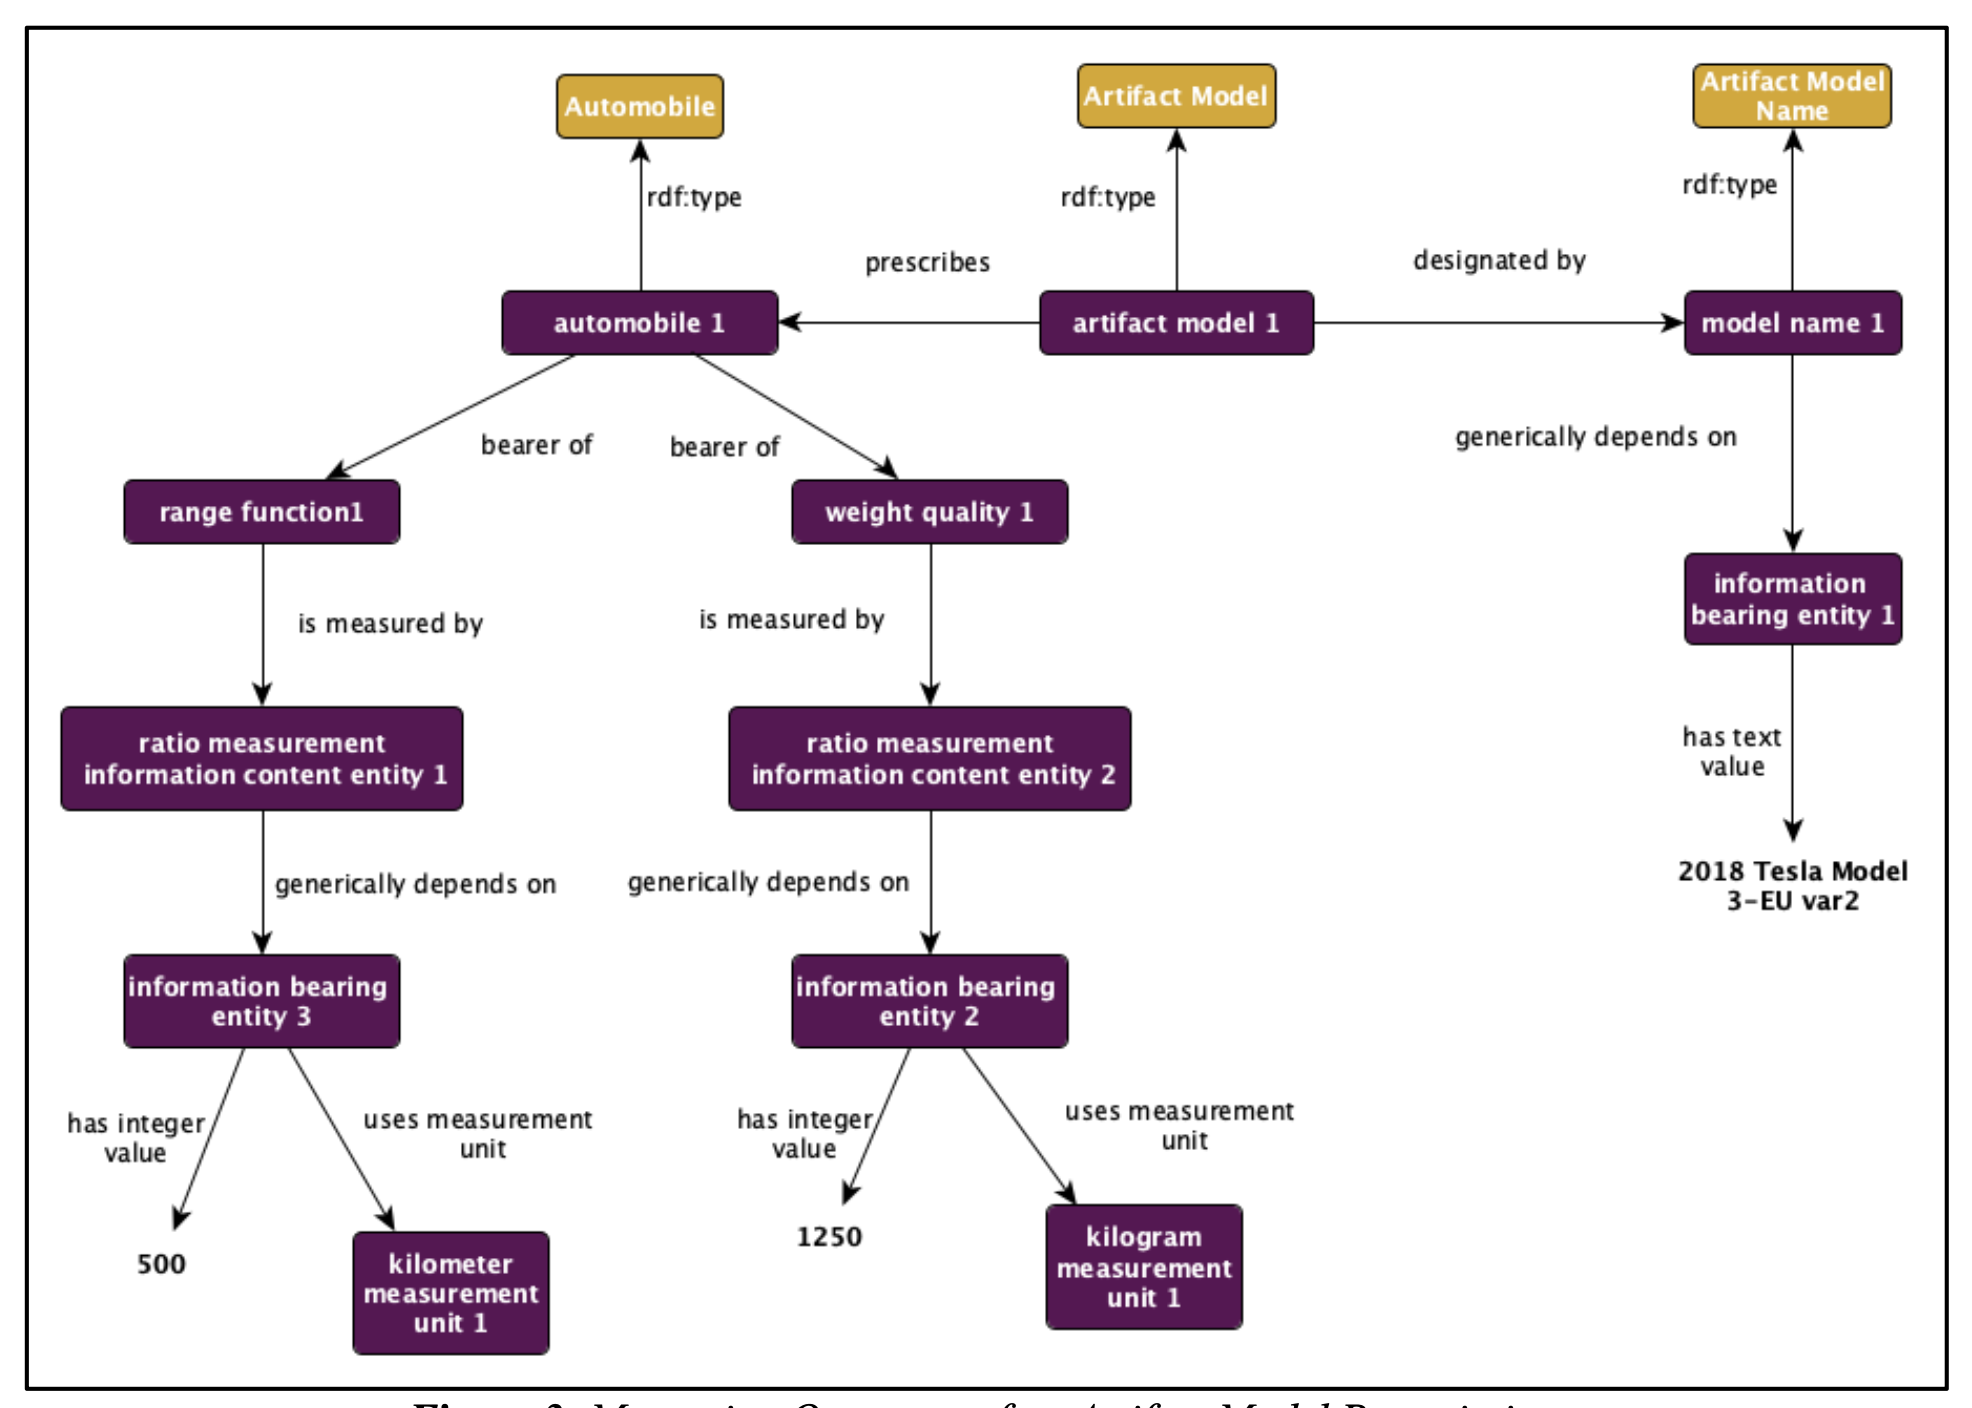 Automobile
Artifact Model
Artifact Model
Name
rdf:type
rdf:type
rdf:type
prescribes
designated by
automobile 1
artifact model 1
model name 1
bearer of
bearer of
generically depends on
range function1
weight quality 1
information
bearing entity 1
is measured by
is measured by
ratio measurement
information content entity 1
ratio measurement
information content entity 2
has text
value
generically depends on
generically depends on
2018 Tesla Model
3-EU var2
information bearing
entity 3
information bearing
entity 2
has integer
value
uses measurement
unit
has integer
value
uses measurement
unit
500
kilometer
measurement
unit 1
1250
kilogram
measurement
unit 1